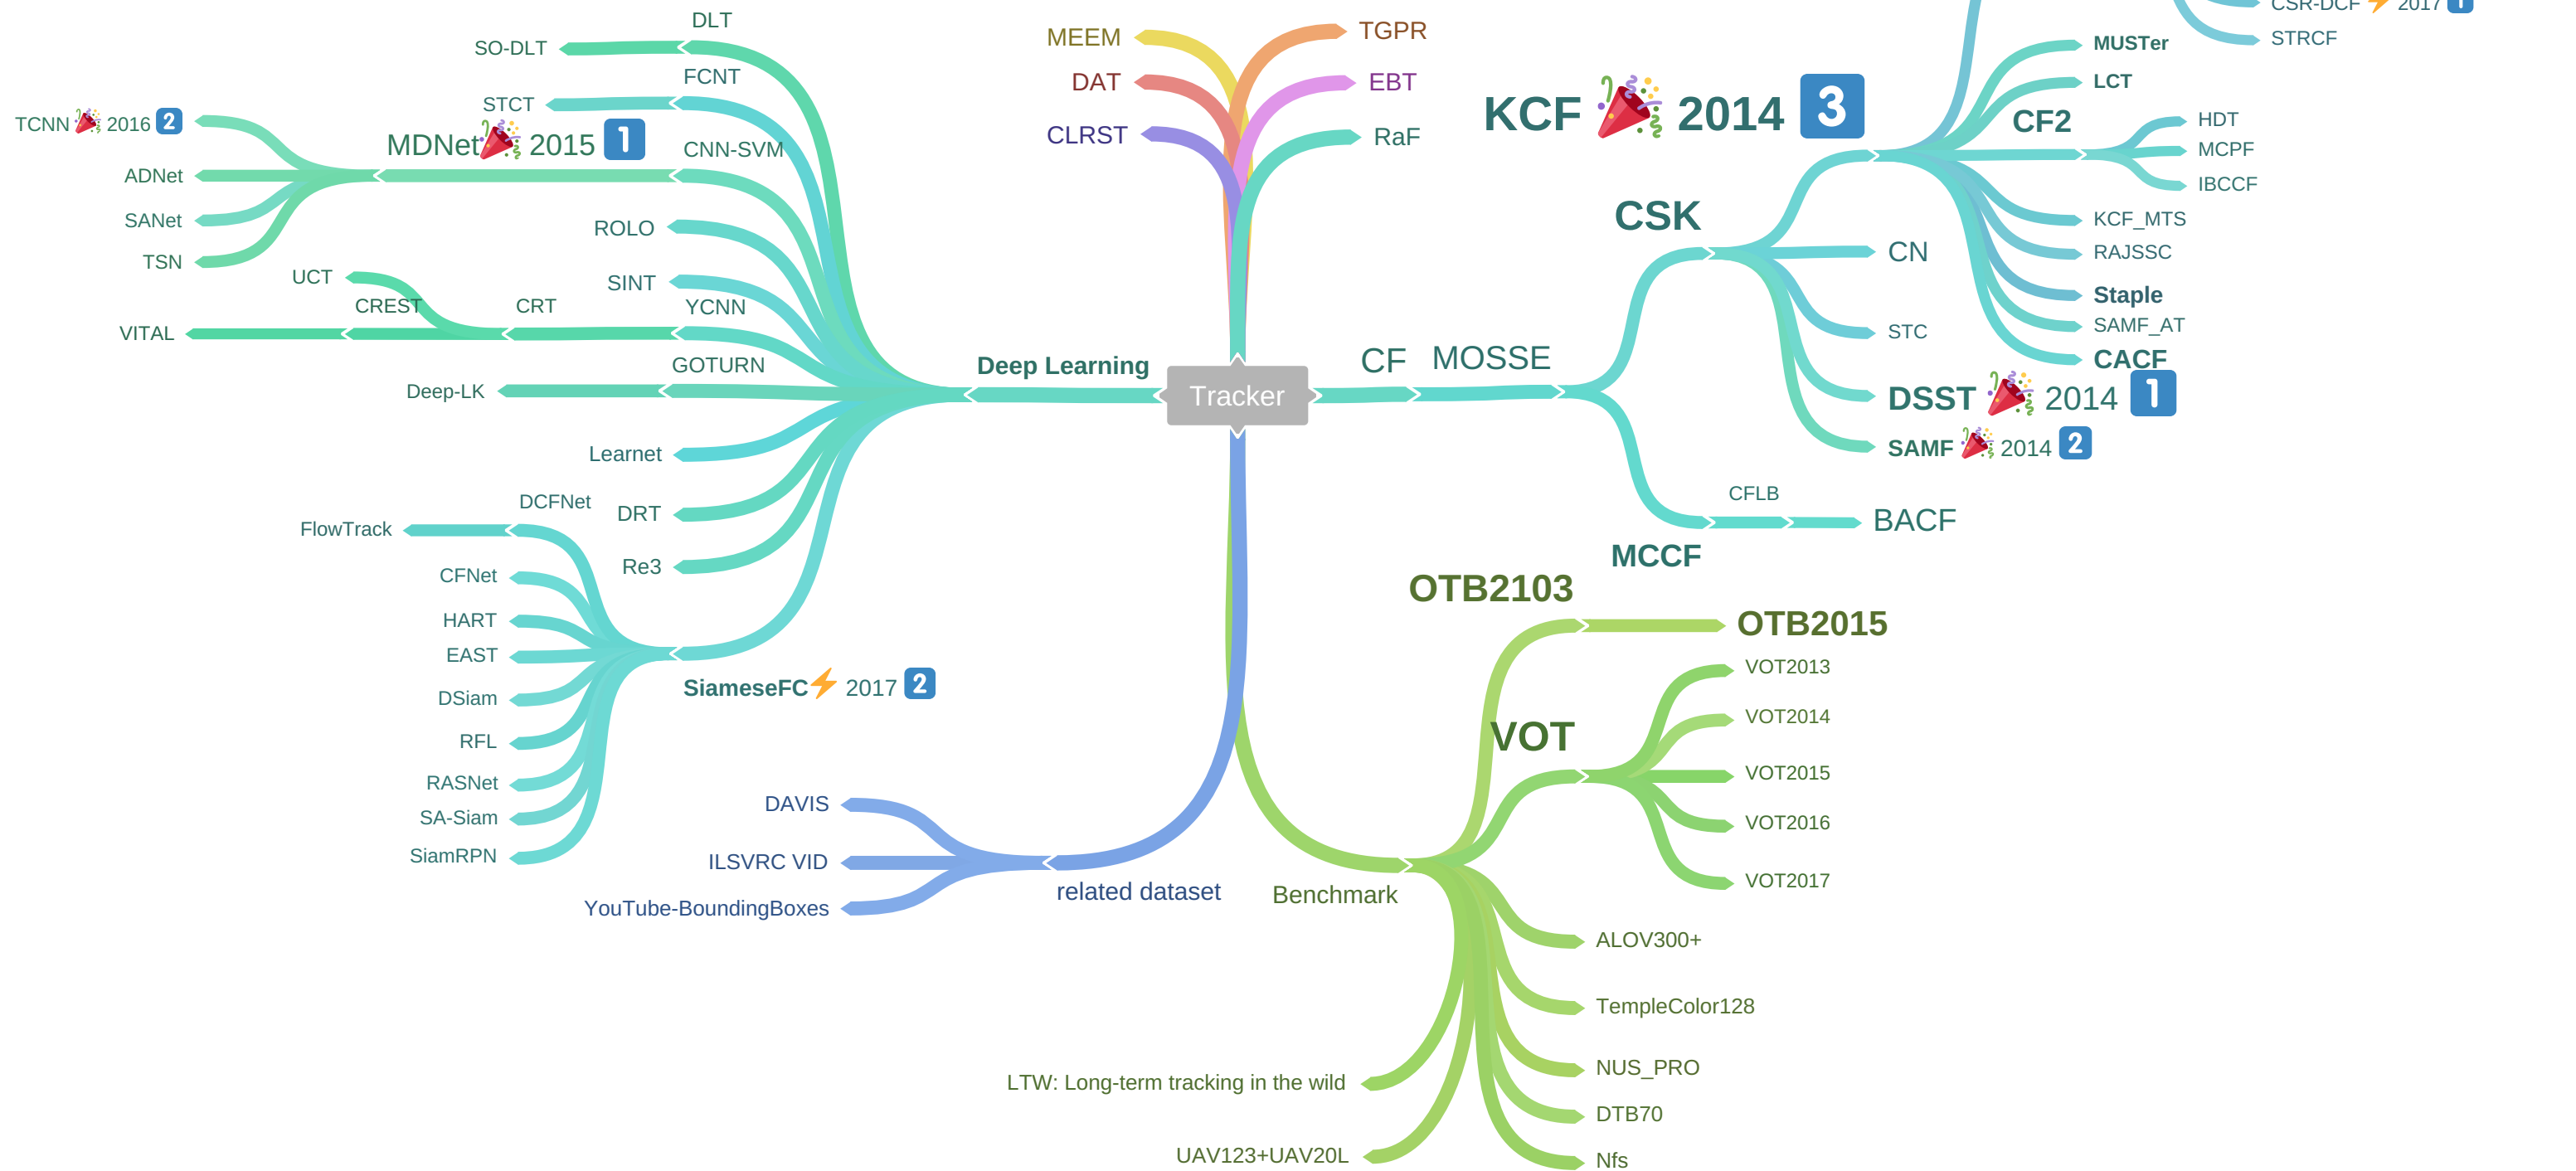 DLT
SO-DLT
FCNT
STCT
TCNN 🎉 2016 2️⃣
MDNet🎉 2015 1️⃣
CNN-SVM
ADNet
SANet
TSN
ROLO
UCT
SINT
CREST
CRT
YCNN
VITAL
GOTURN
Deep-LK
Deep Learning
Learnet
DCFNet
DRT
FlowTrack
Re3
CFNet
HART
EAST
DSiam
SiameseFC⚡ 2017 2️⃣
RFL
RASNet
SA-Siam
SiamRPN
MEEM
DAT
CLRST
TGPR
EBT
RaF
Tracker
CF
MOSSE
KCF 🎉 2014 3️⃣
CSK
CSR-DCF ⚡ 2017 1️⃣
STRCF
MUSTer
LCT
CF2
HDT
MCPF
IBCCF
KCF_MTS
RAJSSC
Staple
SAMF_AT
CACF
CN
STC
DSST 🎉 2014 1️⃣
SAMF 🎉 2014 2️⃣
CFLB
BACF
MCCF
OTB2103
OTB2015
VOT
VOT2013
VOT2014
VOT2015
VOT2016
VOT2017
DAVIS
ILSVRC VID
YouTube-BoundingBoxes
related dataset
Benchmark
ALOV300+
TempleColor128
NUS_PRO
DTB70
Nfs
LTW: Long-term tracking in the wild
UAV123+UAV20L